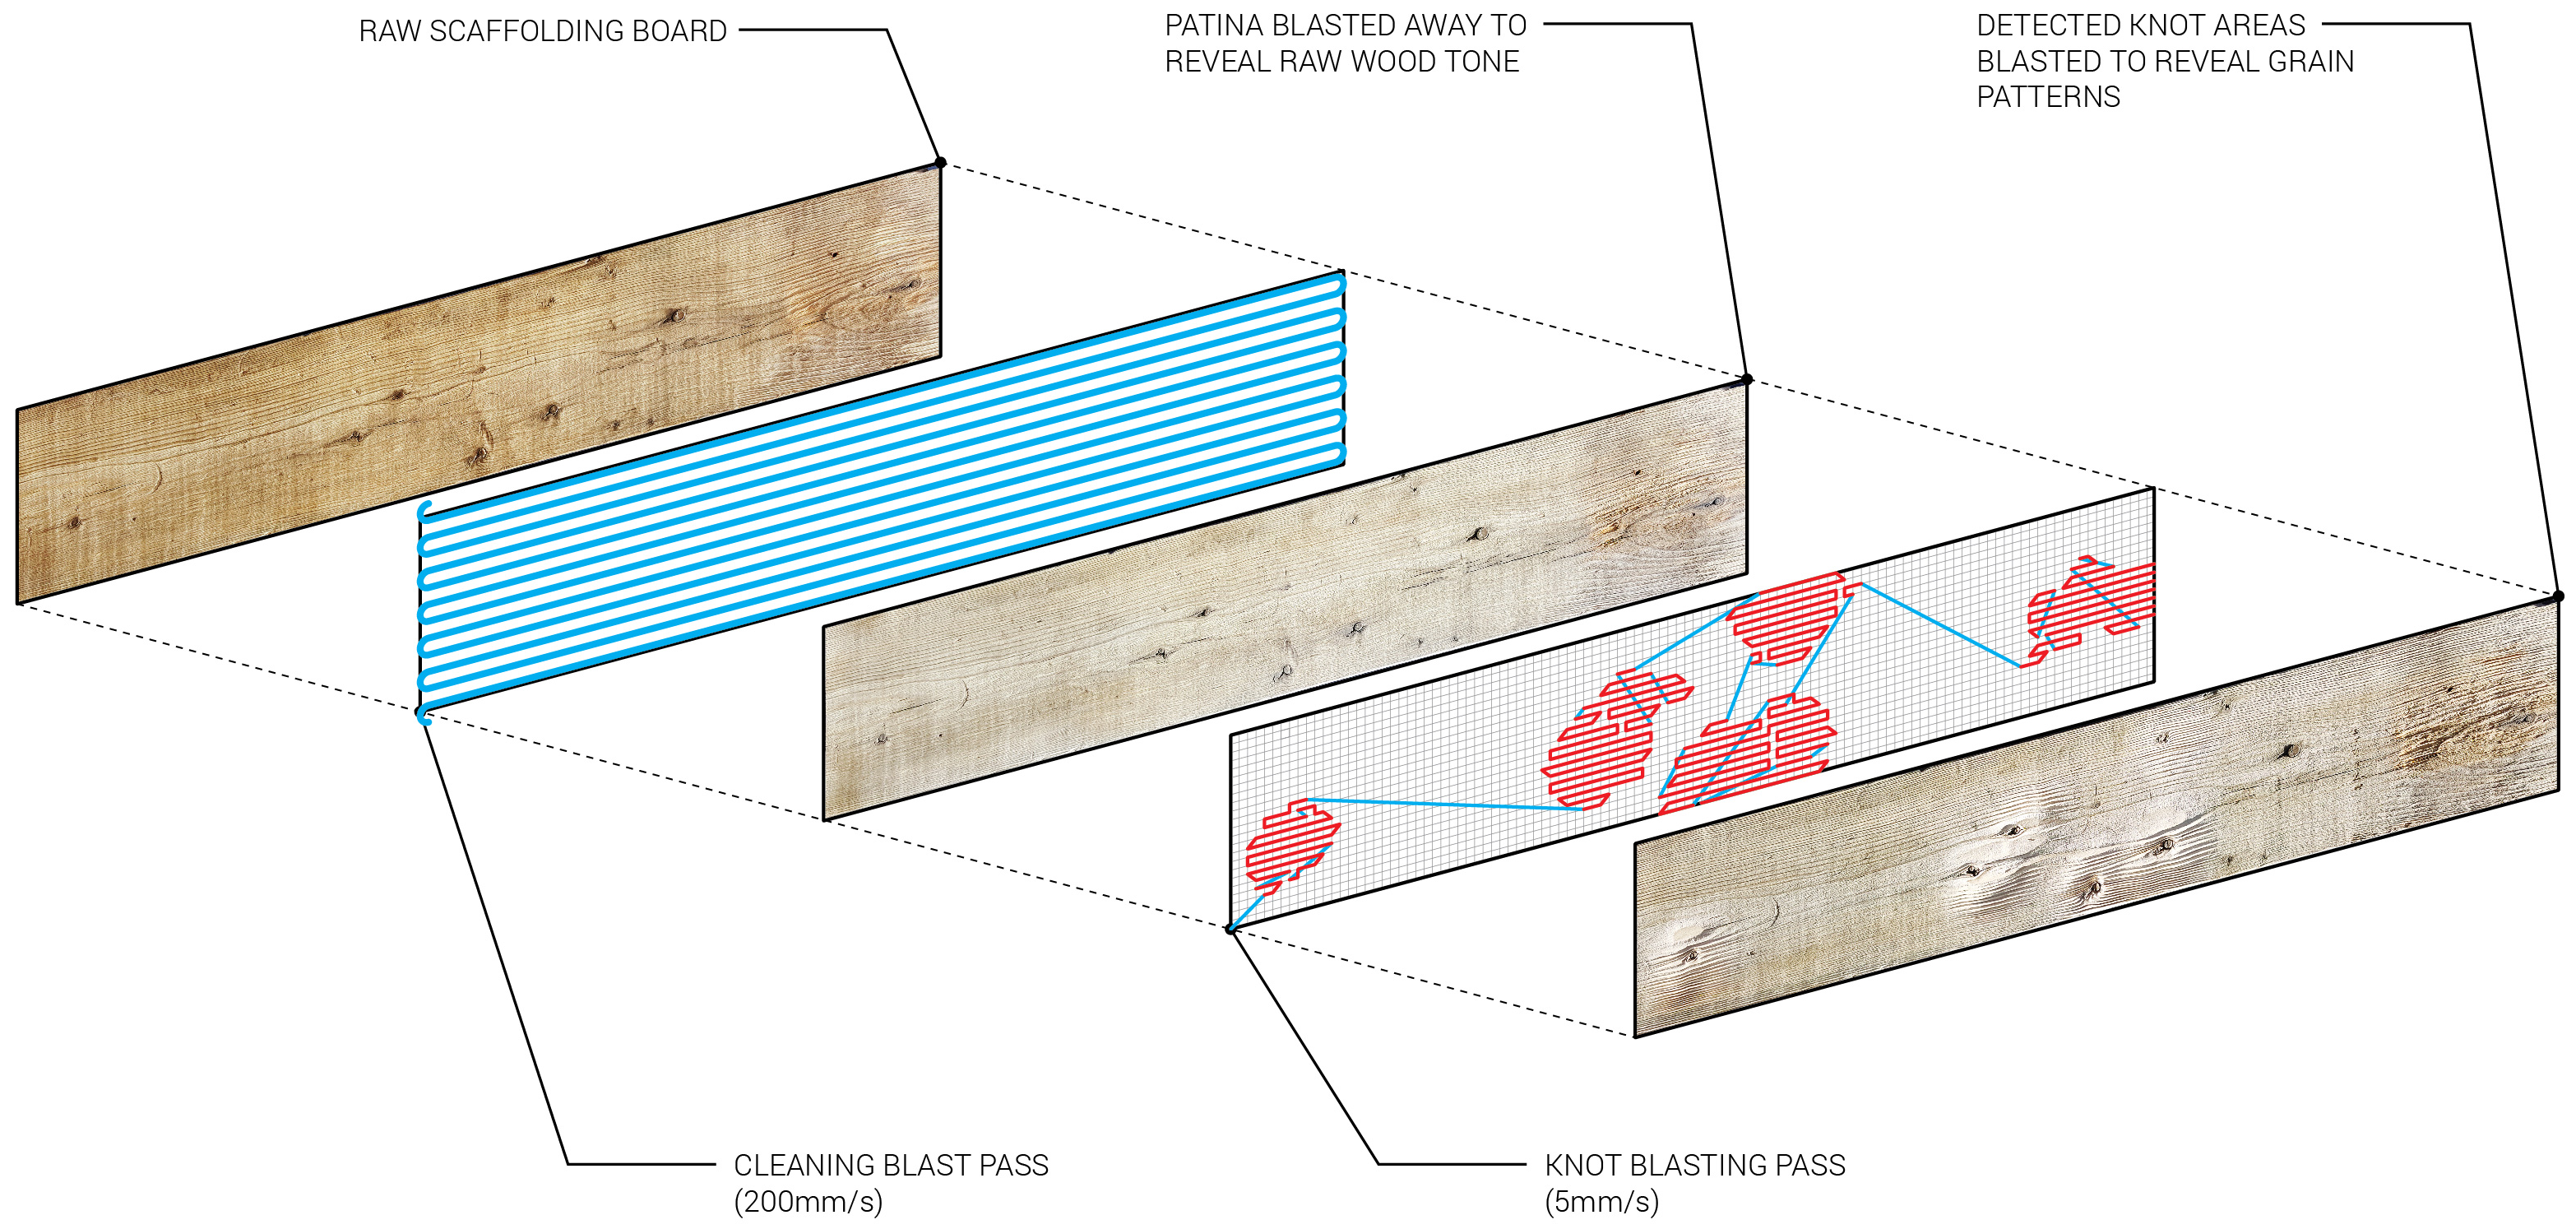 RAW SCAFFOLDING BOARD
PATINA BLASTED AWAY TO
REVEAL RAW WOOD TONE
DETECTED KNOT AREAS
BLASTED TO REVEAL GRAIN
PATTERNS
CLEANING BLAST PASS
(200mm/s)
KNOT BLASTING PASS
(5mm/s)